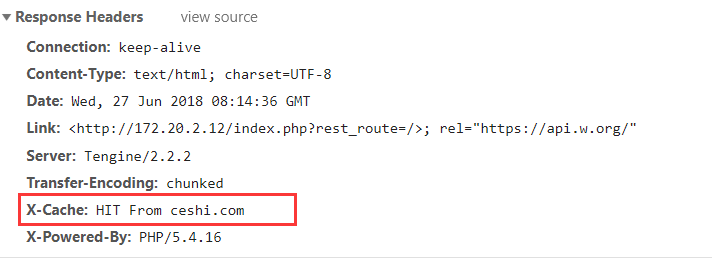 Response Headers view source
Connection: keep-alive
Content-Type: text/html; charset=UTF-8
Date: Wed, 27 Jun 2018 08:14:36 GMT
Link: <http://172.20.2.12/index.php?rest_route=/>; rel="https://api.w.org/"
Server: Tengine/2.2.2
Transfer-Encoding: chunked
X-Cache: HIT From ceshi.com
X-Powered-By: PHP/5.4.16